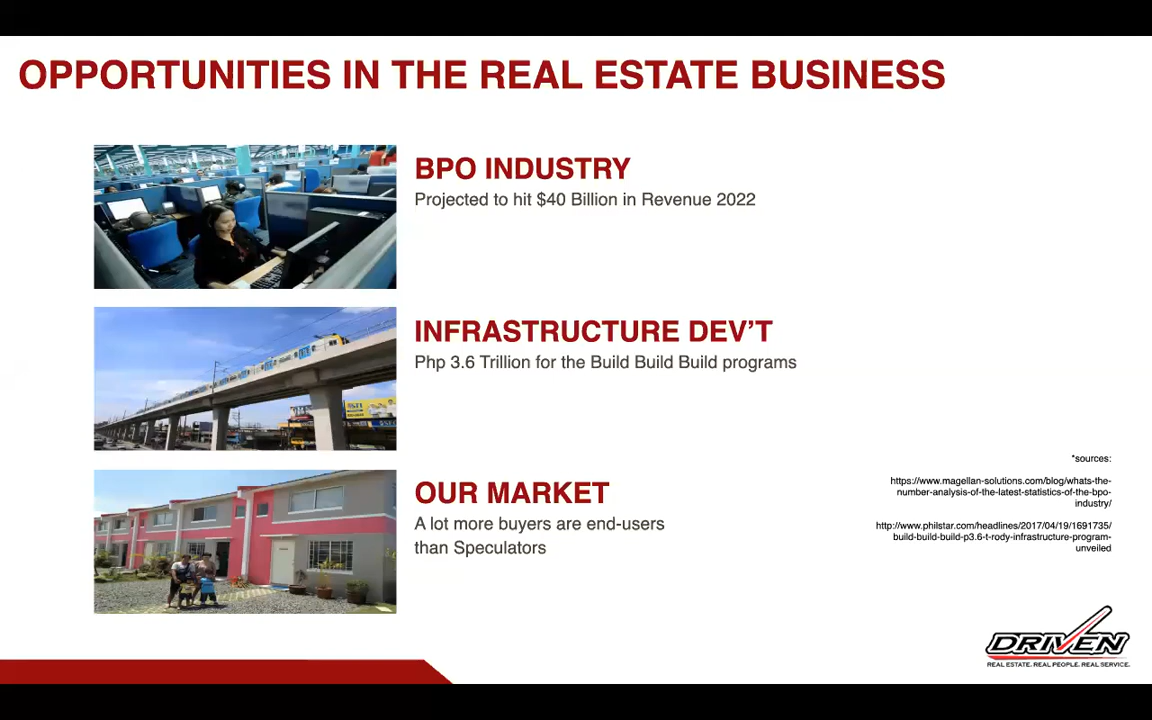 OPPORTUNITIES IN THE REAL ESTATE BUSINESS
BPO INDUSTRY
Projected to hit $40 Billion in Revenue 2022
INFRASTRUCTURE DEV'T
Php 3.6 Trillion for the Build Build Build programs
OUR MARKET
A lot more buyers are end-users
than Speculators
*sources:
https://www.magellan-solutions.com/blog/whats-the-
number-analysis-of-the-latest-statistics-of-the-bpo-
industry/
http://www.philstar.com/headlines/2017/04/19/1691735/
build-build-build-p3.6-t-rody-infrastructure-program-
unveiled
DRIVEN
REAL ESTATE. REAL PEOPLE. REAL SERVICE.